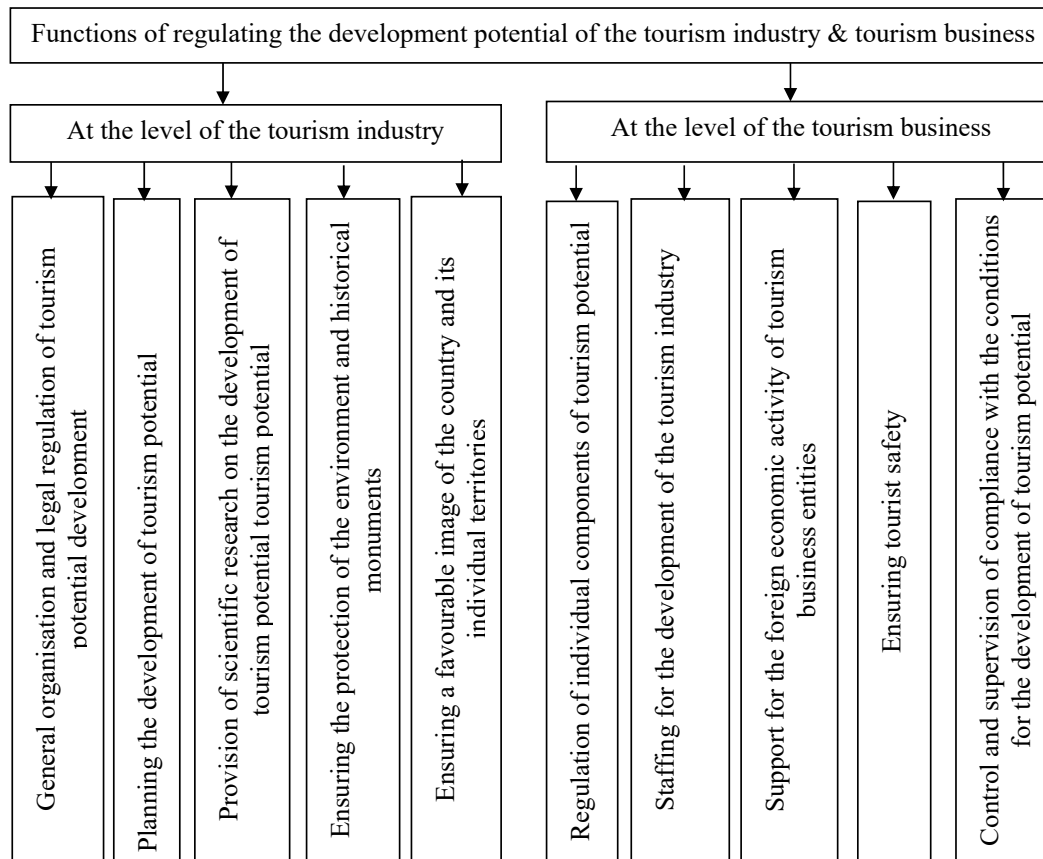 Functions of regulating the development potential of the tourism industry & tourism business
At the level of the tourism industry
At the level of the tourism business
General organisation and legal regulation of tourism
potential development
Planning the development of tourism potential
Provision of scientific research on the development of
tourism potential tourism potential
Ensuring the protection of the environment and historical
monuments
Ensuring a favourable image of the country and its
individual territories
Regulation of individual components of tourism potential
Staffing for the development of the tourism industry
Support for the foreign economic activity of tourism
business entities
Ensuring tourist safety
Control and supervision of compliance with the conditions
for the development of tourism potential